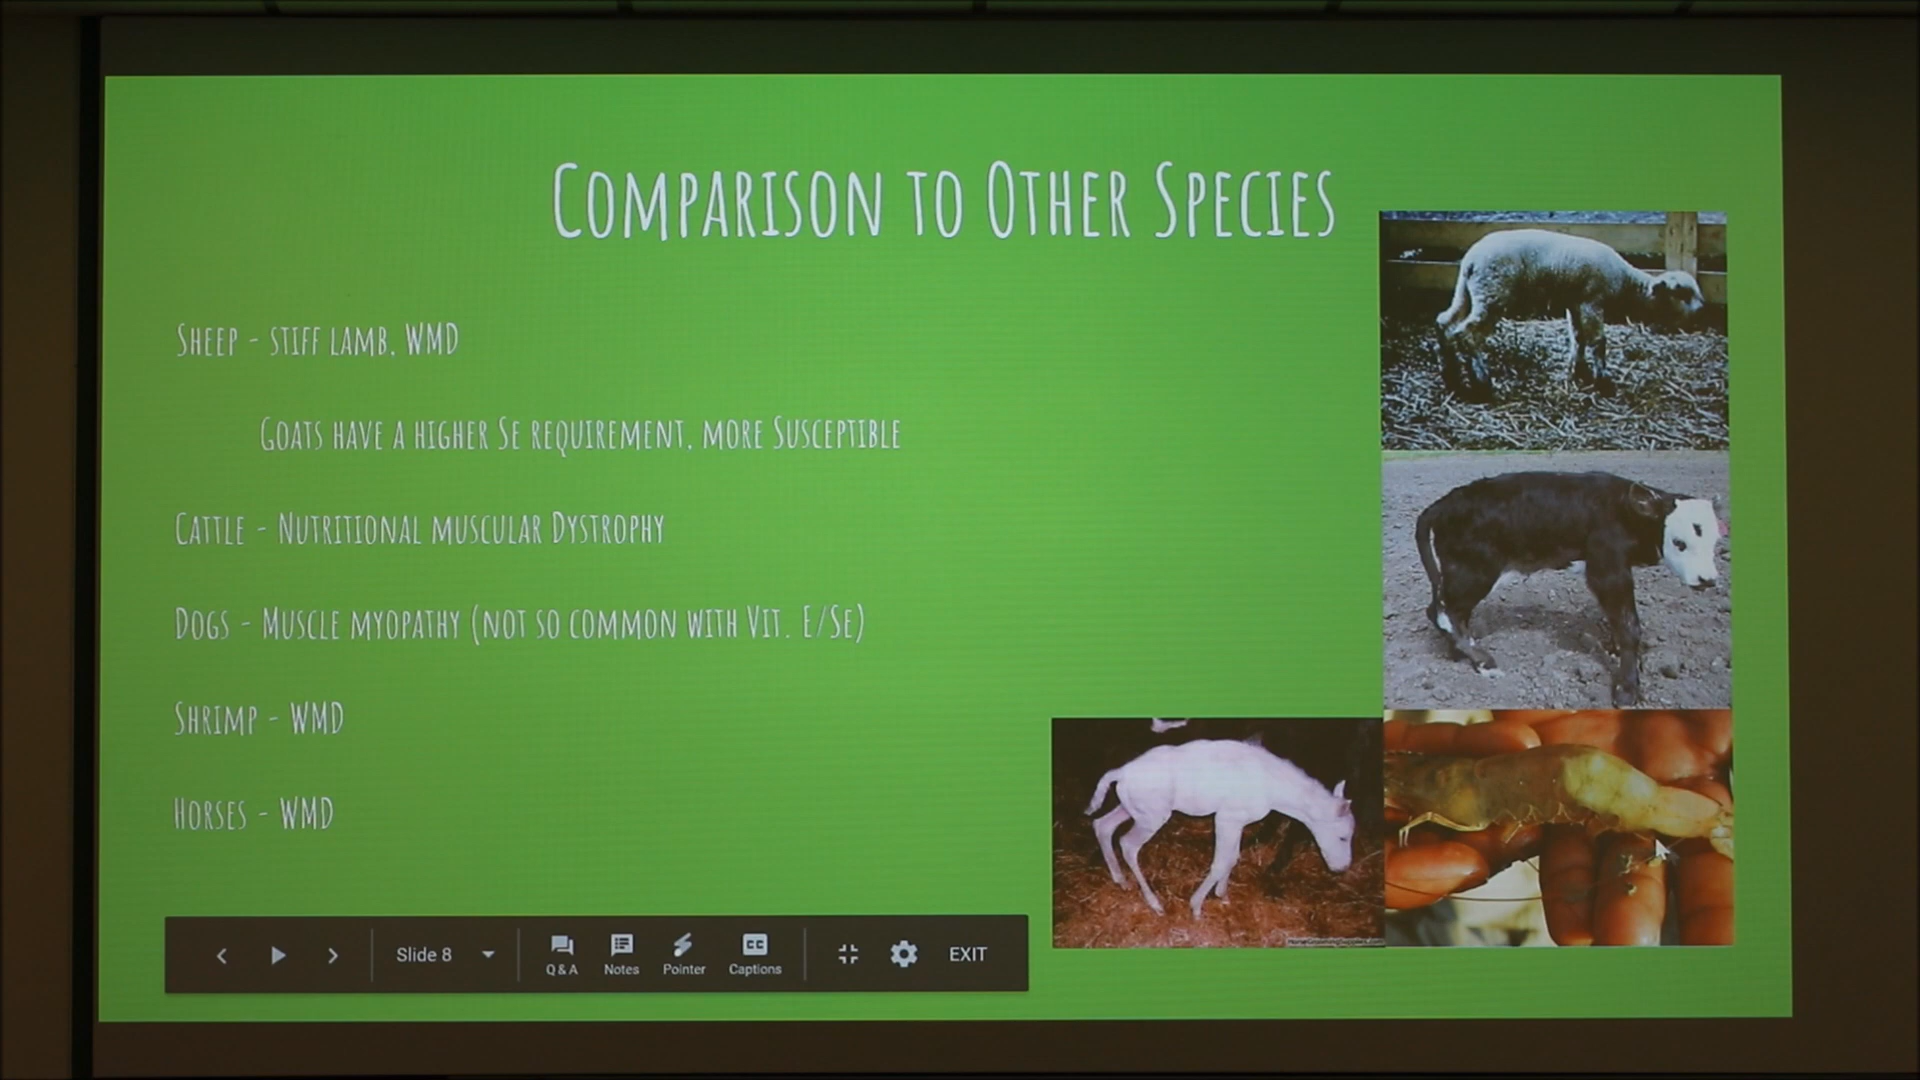 Comparison to Other Species
Sheep - stiff lamb, WMD
Goats have a higher Se requirement, more Susceptible
Cattle - Nutritional muscular Dystrophy
Dogs - Muscle myopathy (not so common with Vit. E/Se)
Shrimp - WMD
Horses - WMD
Slide 8
Q & A
Notes
Pointer
CC
Captions
EXIT